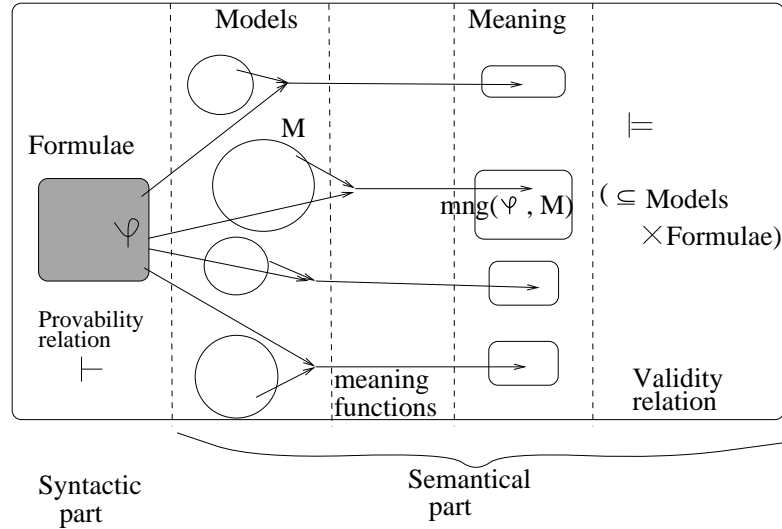 Models
Meaning
M
⊨
Formulae
φ
mng(φ, M)
( ⊆ Models
×Formulae)
Provability
relation
⊢
meaning
functions
Validity
relation
Syntactic
part
Semantical
part